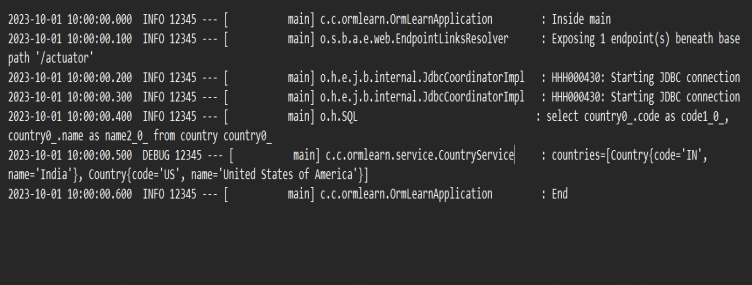 2023-10-01 10:00:00.000  INFO 12345 --- [           main] c.c.ormlearn.OrmLearnApplication         : Inside main
2023-10-01 10:00:00.100  INFO 12345 --- [           main] o.s.b.a.e.web.EndpointLinksResolver      : Exposing 1 endpoint(s) beneath base
path '/actuator'
2023-10-01 10:00:00.200  INFO 12345 --- [           main] o.h.e.j.b.internal.JdbcCoordinatorImpl   : HHH000430: Starting JDBC connection
2023-10-01 10:00:00.300  INFO 12345 --- [           main] o.h.e.j.b.internal.JdbcCoordinatorImpl   : HHH000430: Starting JDBC connection
2023-10-01 10:00:00.400  INFO 12345 --- [           main] o.h.SQL                                 : select country0_.code as code1_0_,
country0_.name as name2_0_ from country country0_
2023-10-01 10:00:00.500  DEBUG 12345 --- [           main] c.c.ormlearn.service.CountryService     : countries=[Country{code='IN',
name='India'}, Country{code='US', name='United States of America'}]
2023-10-01 10:00:00.600  INFO 12345 --- [           main] c.c.ormlearn.OrmLearnApplication         : End